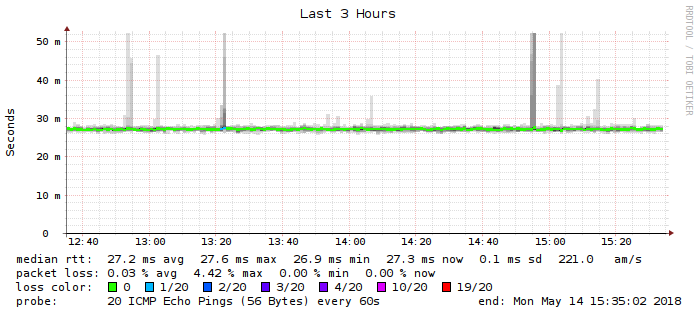 Last 3 Hours
RRDTOOL / TOBI OETIKER
Seconds
50 m
40 m
30 m
20 m
10 m
0
12:40 13:00 13:20 13:40 14:00 14:20 14:40 15:00 15:20
median rtt: 27.2 ms avg 27.6 ms max 26.9 ms min 27.3 ms now 0.1 ms sd 221.0 am/s
packet loss: 0.03 % avg 4.42 % max 0.00 % min 0.00 % now
loss color: 0 1/20 2/20 3/20 4/20 10/20 19/20
probe: 20 ICMP Echo Pings (56 Bytes) every 60s end: Mon May 14 15:35:02 2018